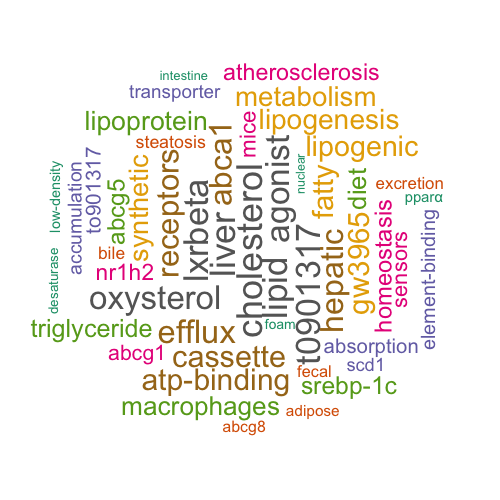 intestine
atherosclerosis
transporter
metabolism
lipoprotein
lipogenesis
mice
abca1
steatosis
lipogenic
agonist
nuclear
low-density
accumulation
to901317
abcg5
synthetic
receptors
lxrbeta
liver
cholesterol
lipid
fatty
diet
excretion
pparα
bile
nr1h2
desaturase
oxysterol
t0901317
hepatic
gw3965
homeostasis
sensors
element-binding
triglyceride
efflux
foam
absorption
abcg1
cassette
scd1
fecal
atp-binding
srebp-1c
macrophages
adipose
abcg8